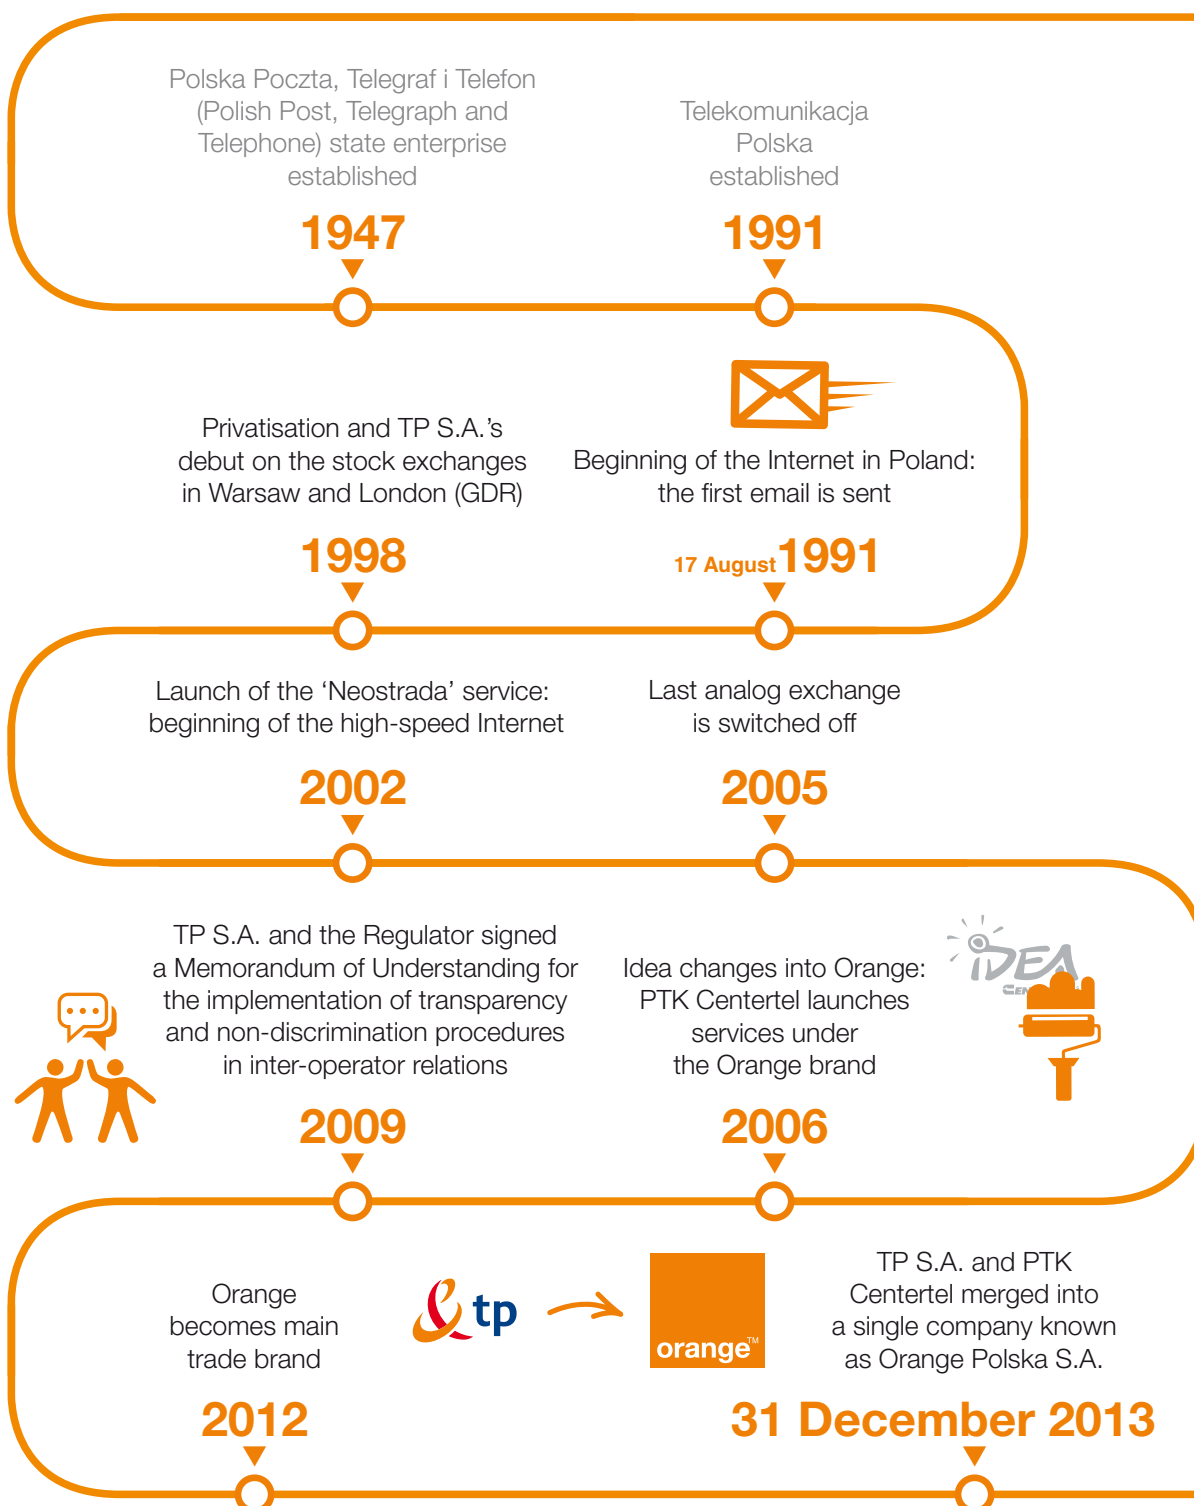 Polska Poczta, Telegraf i Telefon
(Polish Post, Telegraph and
Telephone) state enterprise
established
1947
Telekomunikacja
Polska
established
1991
Privatisation and TP S.A.'s
debut on the stock exchanges
in Warsaw and London (GDR)
1998
Beginning of the Internet in Poland:
the first email is sent
17 August 1991
Launch of the ‘Neostrada’ service:
beginning of the high-speed Internet
2002
Last analog exchange
is switched off
2005
TP S.A. and the Regulator signed
a Memorandum of Understanding for
the implementation of transparency
and non-discrimination procedures
in inter-operator relations
2009
Idea changes into Orange:
PTK Centertel launches
services under
the Orange brand
2006
iDEA
Orange
becomes main
trade brand
2012
tp
orange™
TP S.A. and PTK
Centertel merged into
a single company known
as Orange Polska S.A.
31 December 2013